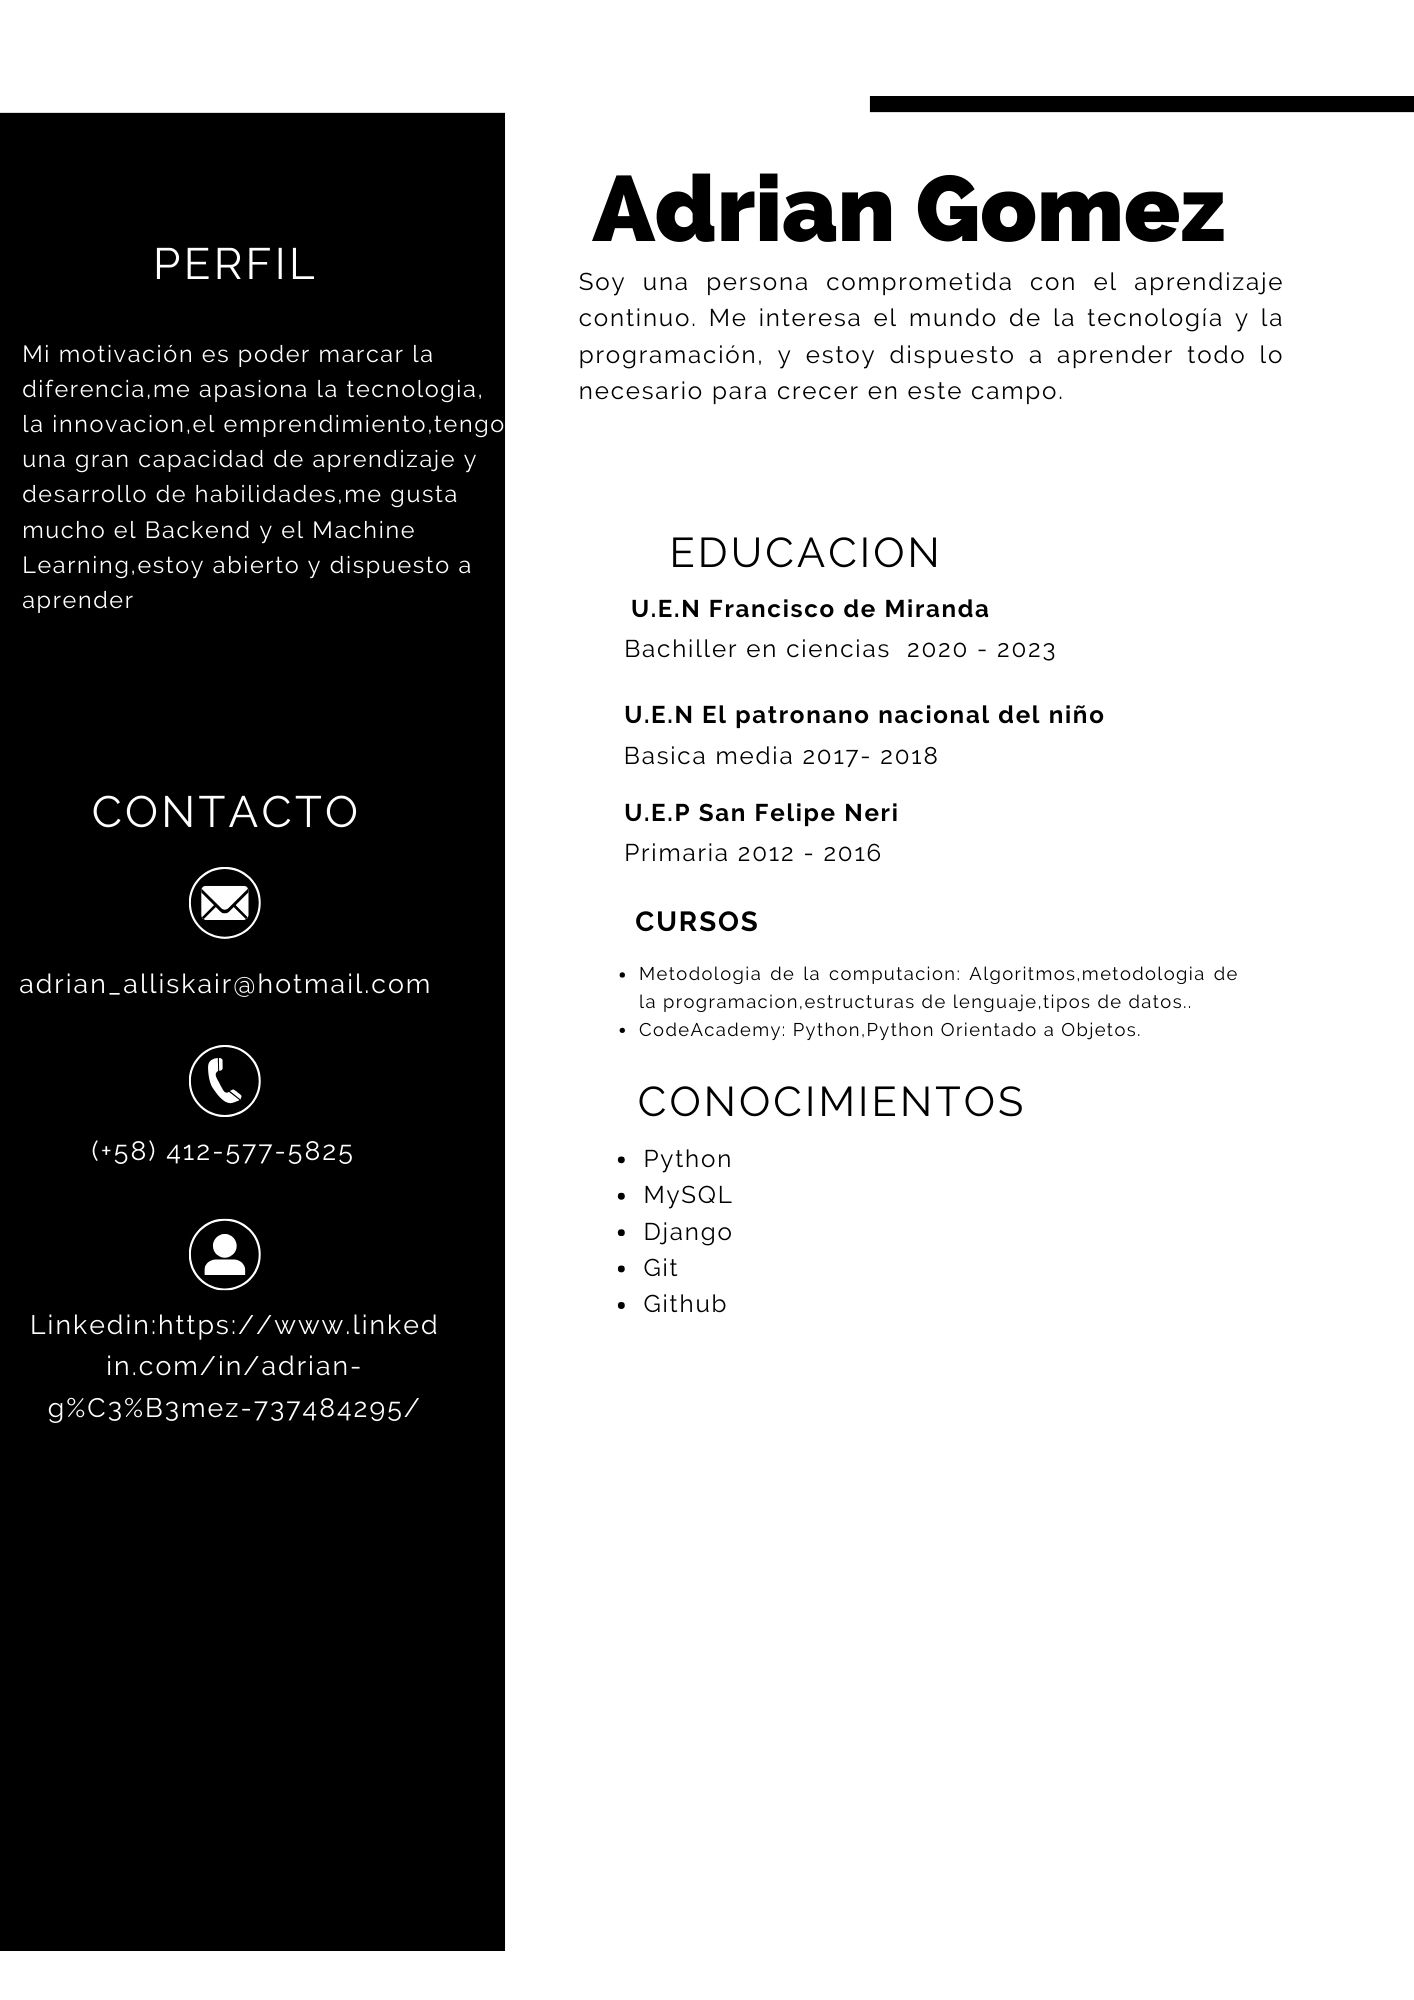 PERFIL
Mi motivación es poder marcar la
diferencia,me apasiona la tecnologia,
la innovacion,el emprendimiento,tengo
una gran capacidad de aprendizaje y
desarrollo de habilidades,me gusta
mucho el Backend y el Machine
Learning,estoy abierto y dispuesto a
aprender
CONTACTO
adrian_alliskair@hotmail.com
(+58) 412-577-5825
Linkedin:https://www.linked
in.com/in/adrian-
g%C3%B3mez-737484295/
Adrian Gomez
Soy una persona comprometida con el aprendizaje
continuo. Me interesa el mundo de la tecnología y la
programación, y estoy dispuesto a aprender todo lo
necesario para crecer en este campo.
EDUCACION
U.E.N Francisco de Miranda
Bachiller en ciencias 2020 - 2023
U.E.N El patronano nacional del niño
Basica media 2017- 2018
U.E.P San Felipe Neri
Primaria 2012 - 2016
CURSOS
• Metodologia de la computacion: Algoritmos,metodologia de
la programacion,estructuras de lenguaje,tipos de datos..
• CodeAcademy: Python,Python Orientado a Objetos.
CONOCIMIENTOS
• Python
• MySQL
• Django
• Git
• Github